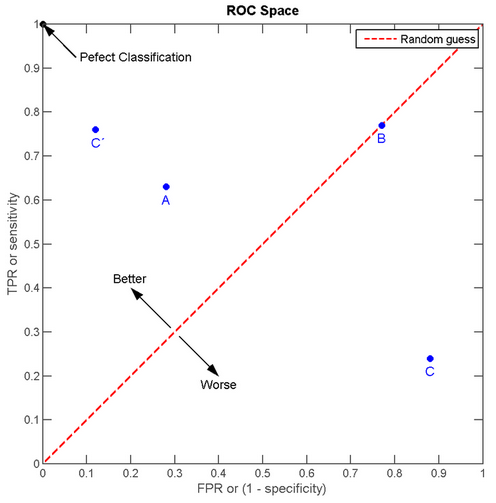 ROC Space
Random guess
Pefect Classification
C´
A
B
Better
Worse
C
TPR or sensitivity
1
0.9
0.8
0.7
0.6
0.5
0.4
0.3
0.2
0.1
0
0 0.1 0.2 0.3 0.4 0.5 0.6 0.7 0.8 0.9 1
FPR or (1 - specificity)